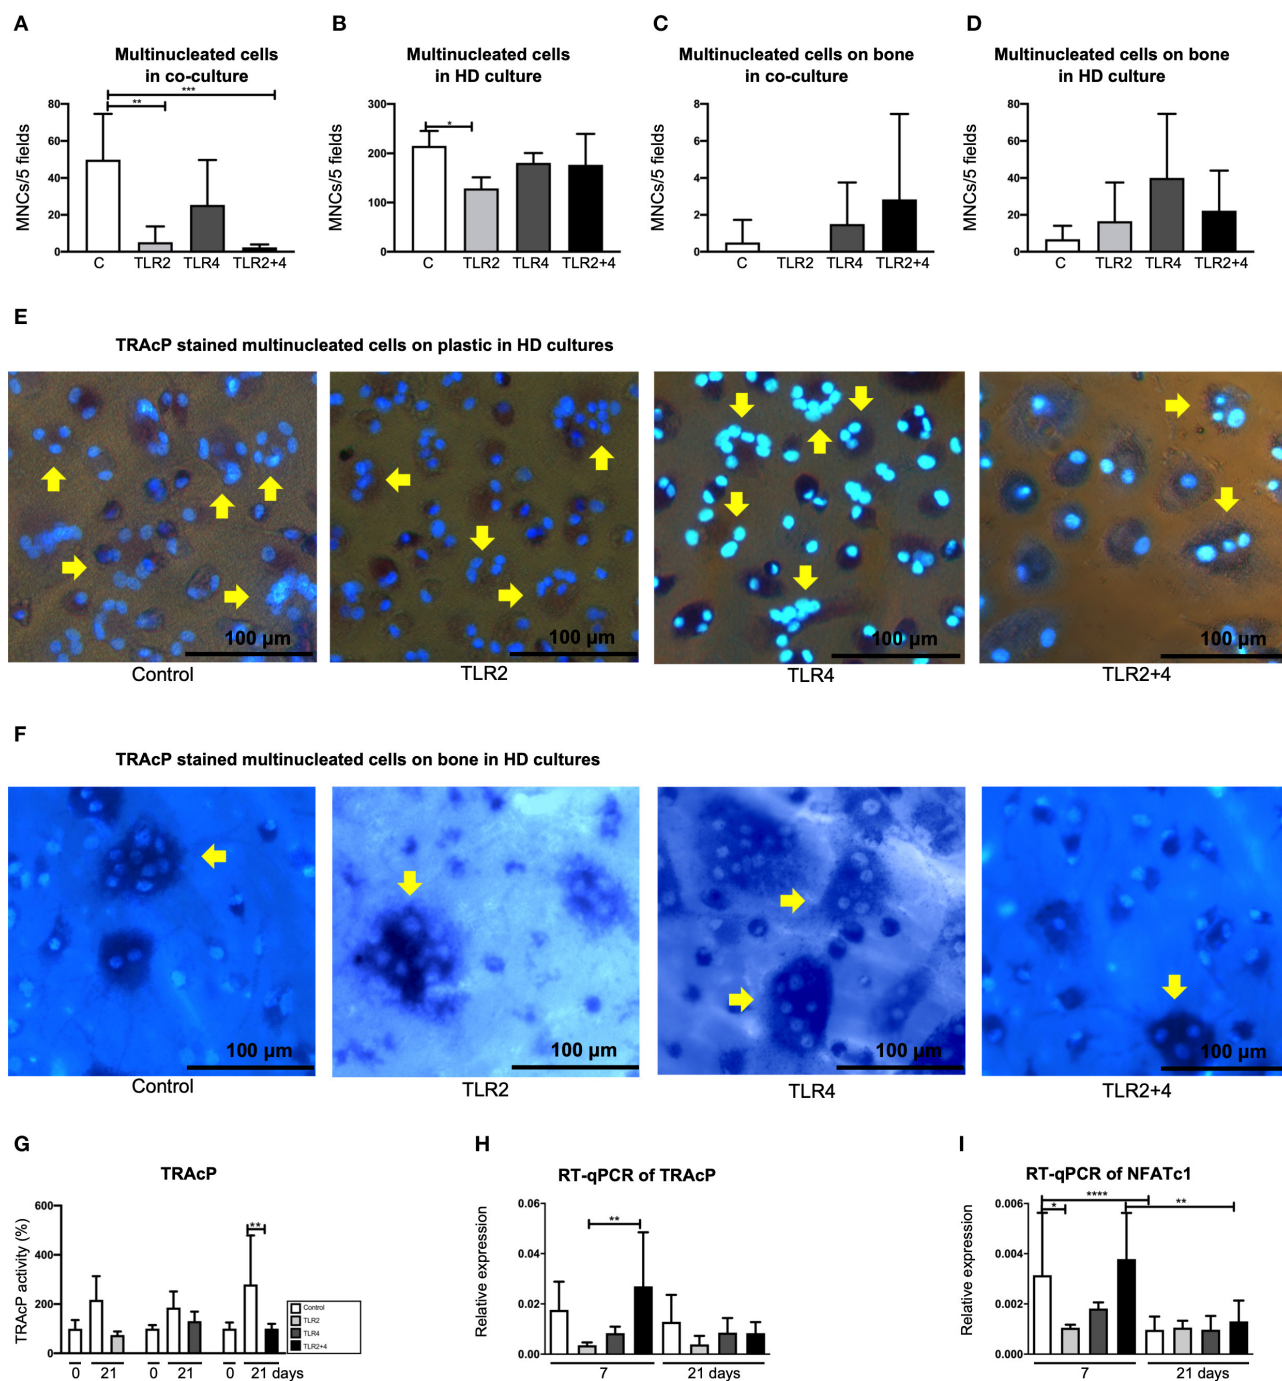 A
B
C
D
Multinucleated cells
in co-culture
Multinucleated cells
in HD culture
Multinucleated cells on bone
in co-culture
Multinucleated cells on bone
in HD culture
MNCs/5 fields
80
60
40
20
0
***
**
C
TLR2
TLR4
TLR2+4
MNCs/5 fields
300
200
100
0
*
C
TLR2
TLR4
TLR2+4
MNCs/5 fields
8
6
4
2
0
C
TLR2
TLR4
TLR2+4
MNCs/5 fields
80
60
40
20
0
C
TLR2
TLR4
TLR2+4
E
TRAcP stained multinucleated cells on plastic in HD cultures
100 µm
100 µm
100 µm
100 µm
Control
TLR2
TLR4
TLR2+4
F
TRAcP stained multinucleated cells on bone in HD cultures
100 µm
100 µm
100 µm
100 µm
Control
TLR2
TLR4
TLR2+4
G
H
I
TRAcP
TRAcP activity (%)
600
400
200
0
**
0
21
0
21
0
21 days
Control
TLR2
TLR4
TLR2+4
RT-qPCR of TRAcP
Relative expression
0.06
0.04
0.02
0.00
**
7
21 days
RT-qPCR of NFATc1
Relative expression
0.006
0.004
0.002
0.000
****
*
**
7
21 days